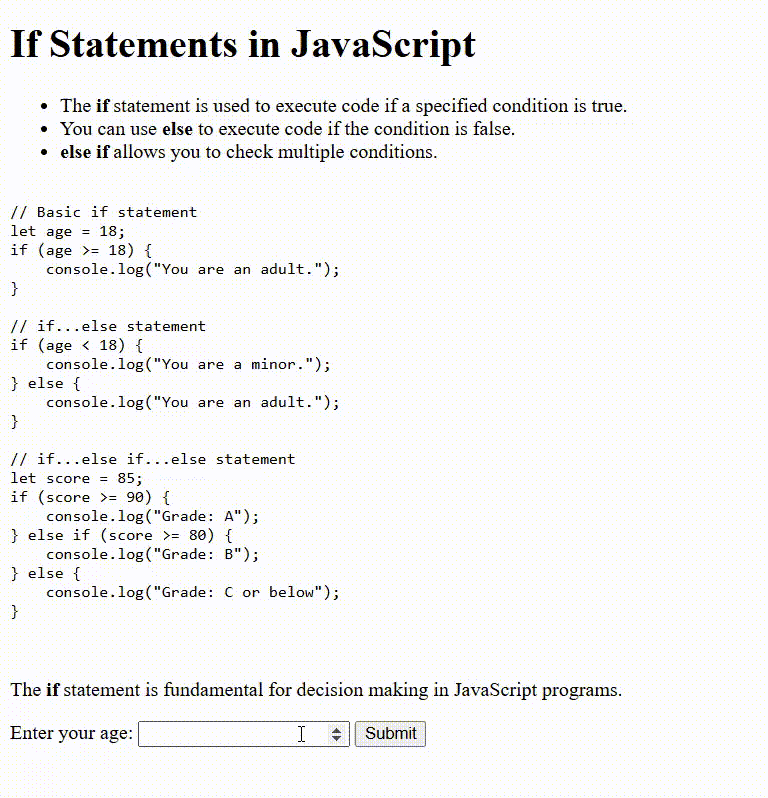 If Statements in JavaScript
• The if statement is used to execute code if a specified condition is true.
• You can use else to execute code if the condition is false.
• else if allows you to check multiple conditions.
// Basic if statement
let age = 18;
if (age >= 18) {
    console.log("You are an adult.");
}
// if...else statement
if (age < 18) {
    console.log("You are a minor.");
} else {
    console.log("You are an adult.");
}
// if...else if...else statement
let score = 85;
if (score >= 90) {
    console.log("Grade: A");
} else if (score >= 80) {
    console.log("Grade: B");
} else {
    console.log("Grade: C or below");
}
The if statement is fundamental for decision making in JavaScript programs.
Enter your age: Submit